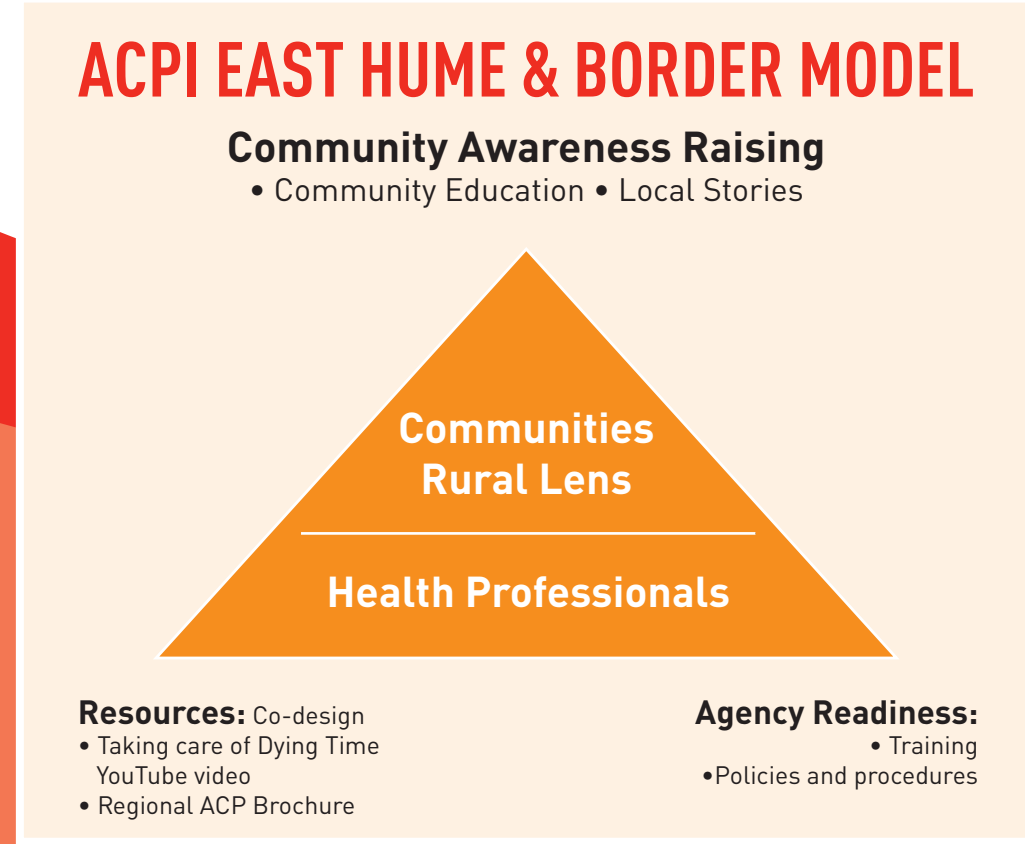 ACPI EAST HUME & BORDER MODEL
Community Awareness Raising
• Community Education • Local Stories
Communities
Rural Lens
Health Professionals
Resources: Co-design
• Taking care of Dying Time
YouTube video
• Regional ACP Brochure
Agency Readiness:
• Training
•Policies and procedures